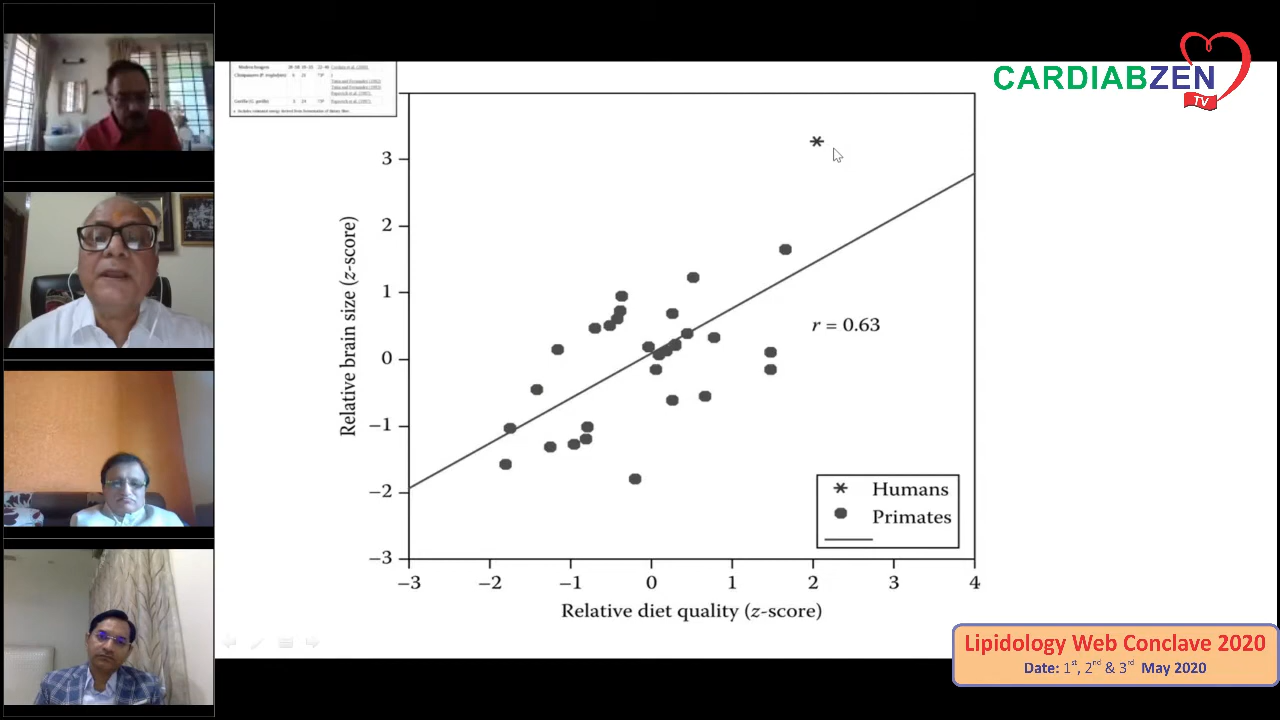 CARDIABZEN
TV
3
2
1
0
−1
−2
−3
−3
−2
−1
0
1
2
3
4
Relative brain size (z-score)
Relative diet quality (z-score)
r = 0.63
Humans
Primates
Lipidology Web Conclave 2020
Date: 1st, 2nd & 3rd May 2020